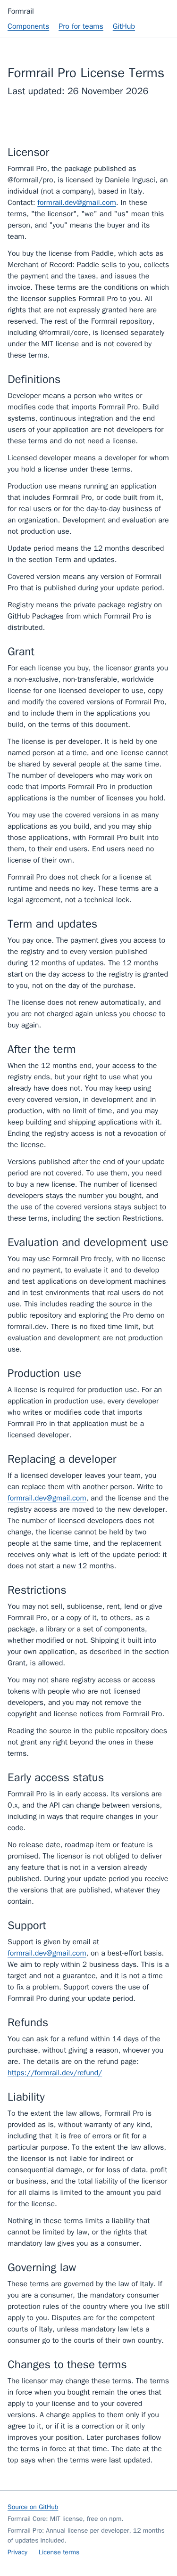 Formrail
Components Pro for teams GitHub
Formrail Pro License Terms
Last updated: 26 November 2026
Licensor
Formrail Pro, the package published as
@formrail/pro, is licensed by Daniele Ingusci, an
individual (not a company), based in Italy.
Contact: formrail.dev@gmail.com. In these
terms, "the licensor", "we" and "us" mean this
person, and "you" means the buyer and its
team.
You buy the license from Paddle, which acts as
Merchant of Record: Paddle sells to you, collects
the payment and the taxes, and issues the
invoice. These terms are the conditions on which
the licensor supplies Formrail Pro to you. All
rights that are not expressly granted here are
reserved. The rest of the Formrail repository,
including @formrail/core, is licensed separately
under the MIT license and is not covered by
these terms.
Definitions
Developer means a person who writes or
modifies code that imports Formrail Pro. Build
systems, continuous integration and the end
users of your application are not developers for
these terms and do not need a license.
Licensed developer means a developer for whom
you hold a license under these terms.
Production use means running an application
that includes Formrail Pro, or code built from it,
for real users or for the day-to-day business of
an organization. Development and evaluation are
not production use.
Update period means the 12 months described
in the section Term and updates.
Covered version means any version of Formrail
Pro that is published during your update period.
Registry means the private package registry on
GitHub Packages from which Formrail Pro is
distributed.
Grant
For each license you buy, the licensor grants you
a non-exclusive, non-transferable, worldwide
license for one licensed developer to use, copy
and modify the covered versions of Formrail Pro,
and to include them in the applications you
build, on the terms of this document.
The license is per developer. It is held by one
named person at a time, and one license cannot
be shared by several people at the same time.
The number of developers who may work on
code that imports Formrail Pro in production
applications is the number of licenses you hold.
You may use the covered versions in as many
applications as you build, and you may ship
those applications, with Formrail Pro built into
them, to their end users. End users need no
license of their own.
Formrail Pro does not check for a license at
runtime and needs no key. These terms are a
legal agreement, not a technical lock.
Term and updates
You pay once. The payment gives you access to
the registry and to every version published
during 12 months of updates. The 12 months
start on the day access to the registry is granted
to you, not on the day of the purchase.
The license does not renew automatically, and
you are not charged again unless you choose to
buy again.
After the term
When the 12 months end, your access to the
registry ends, but your right to use what you
already have does not. You may keep using
every covered version, in development and in
production, with no limit of time, and you may
keep building and shipping applications with it.
Ending the registry access is not a revocation of
the license.
Versions published after the end of your update
period are not covered. To use them, you need
to buy a new license. The number of licensed
developers stays the number you bought, and
the use of the covered versions stays subject to
these terms, including the section Restrictions.
Evaluation and development use
You may use Formrail Pro freely, with no license
and no payment, to evaluate it and to develop
and test applications on development machines
and in test environments that real users do not
use. This includes reading the source in the
public repository and exploring the Pro demo on
formrail.dev. There is no fixed time limit, but
evaluation and development are not production
use.
Production use
A license is required for production use. For an
application in production use, every developer
who writes or modifies code that imports
Formrail Pro in that application must be a
licensed developer.
Replacing a developer
If a licensed developer leaves your team, you
can replace them with another person. Write to
formrail.dev@gmail.com, and the license and the
registry access are moved to the new developer.
The number of licensed developers does not
change, the license cannot be held by two
people at the same time, and the replacement
receives only what is left of the update period: it
does not start a new 12 months.
Restrictions
You may not sell, sublicense, rent, lend or give
Formrail Pro, or a copy of it, to others, as a
package, a library or a set of components,
whether modified or not. Shipping it built into
your own application, as described in the section
Grant, is allowed.
You may not share registry access or access
tokens with people who are not licensed
developers, and you may not remove the
copyright and license notices from Formrail Pro.
Reading the source in the public repository does
not grant any right beyond the ones in these
terms.
Early access status
Formrail Pro is in early access. Its versions are
0.x, and the API can change between versions,
including in ways that require changes in your
code.
No release date, roadmap item or feature is
promised. The licensor is not obliged to deliver
any feature that is not in a version already
published. During your update period you receive
the versions that are published, whatever they
contain.
Support
Support is given by email at
formrail.dev@gmail.com, on a best-effort basis.
We aim to reply within 2 business days. This is a
target and not a guarantee, and it is not a time
to fix a problem. Support covers the use of
Formrail Pro during your update period.
Refunds
You can ask for a refund within 14 days of the
purchase, without giving a reason, whoever you
are. The details are on the refund page:
https://formrail.dev/refund/
Liability
To the extent the law allows, Formrail Pro is
provided as is, without warranty of any kind,
including that it is free of errors or fit for a
particular purpose. To the extent the law allows,
the licensor is not liable for indirect or
consequential damage, or for loss of data, profit
or business, and the total liability of the licensor
for all claims is limited to the amount you paid
for the license.
Nothing in these terms limits a liability that
cannot be limited by law, or the rights that
mandatory law gives you as a consumer.
Governing law
These terms are governed by the law of Italy. If
you are a consumer, the mandatory consumer
protection rules of the country where you live still
apply to you. Disputes are for the competent
courts of Italy, unless mandatory law lets a
consumer go to the courts of their own country.
Changes to these terms
The licensor may change these terms. The terms
in force when you bought remain the ones that
apply to your license and to your covered
versions. A change applies to them only if you
agree to it, or if it is a correction or it only
improves your position. Later purchases follow
the terms in force at that time. The date at the
top says when the terms were last updated.
Source on GitHub
Formrail Core: MIT license, free on npm.
Formrail Pro: Annual license per developer, 12 months
of updates included.
Privacy License terms